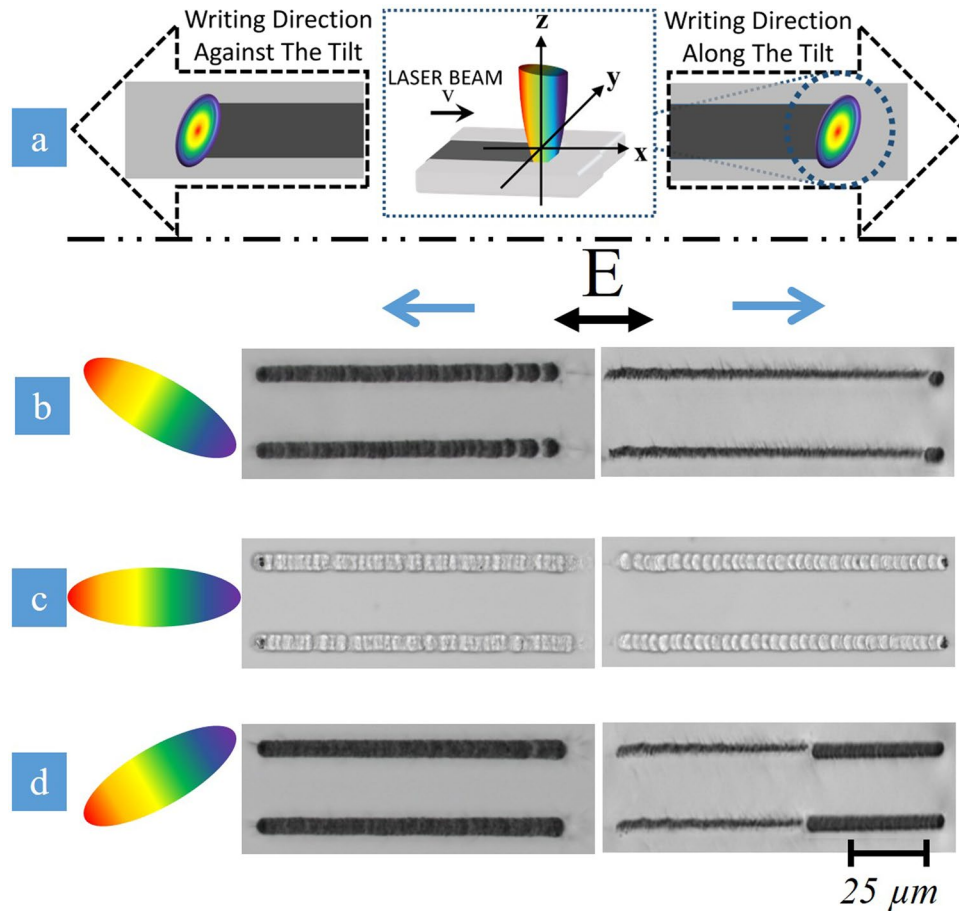 Writing Direction
Against The Tilt
LASER BEAM
V
z
y
x
Writing Direction
Along The Tilt
a
E
b
c
d
25 μm